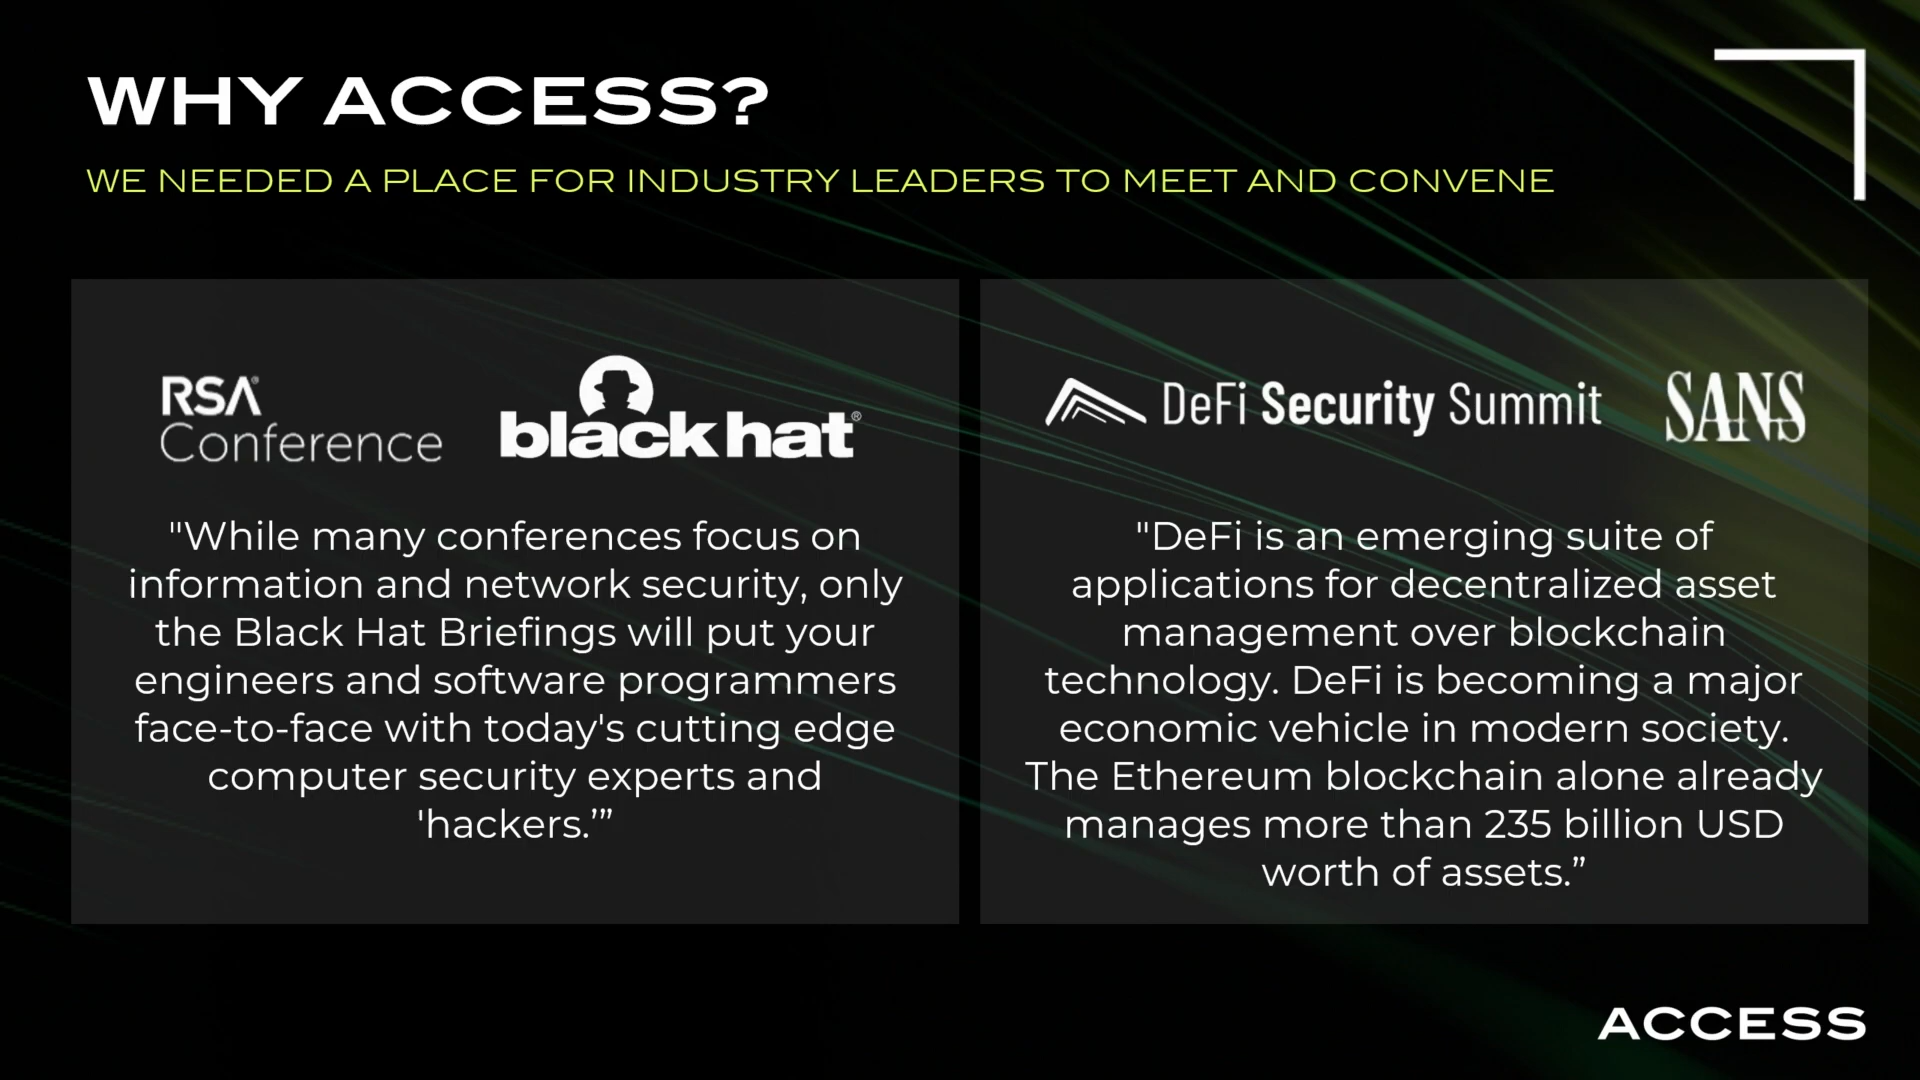 WHY ACCESS?
WE NEEDED A PLACE FOR INDUSTRY LEADERS TO MEET AND CONVENE
RSA®
Conference
black hat®
"While many conferences focus on
information and network security, only
the Black Hat Briefings will put your
engineers and software programmers
face-to-face with today's cutting edge
computer security experts and
'hackers.’”
DeFi Security Summit
SANS
"DeFi is an emerging suite of
applications for decentralized asset
management over blockchain
technology. DeFi is becoming a major
economic vehicle in modern society.
The Ethereum blockchain alone already
manages more than 235 billion USD
worth of assets.”
ACCESS